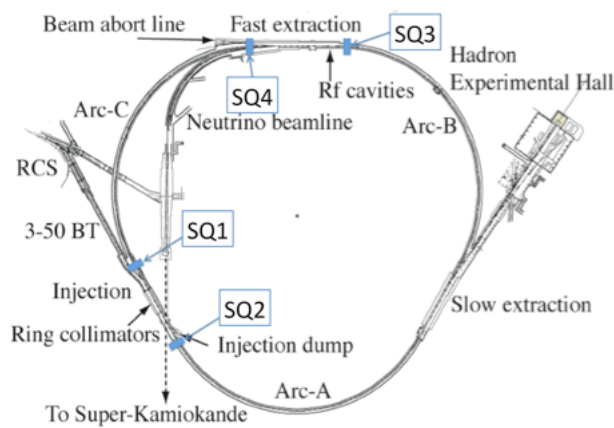 Beam abort line
Fast extraction
SQ3
Hadron
Experimental Hall
SQ4
Rf cavities
Arc-C
Neutrino beamline
Arc-B
RCS
3-50 BT
SQ1
Injection
Slow extraction
SQ2
Ring collimators
Injection dump
Arc-A
To Super-Kamiokande